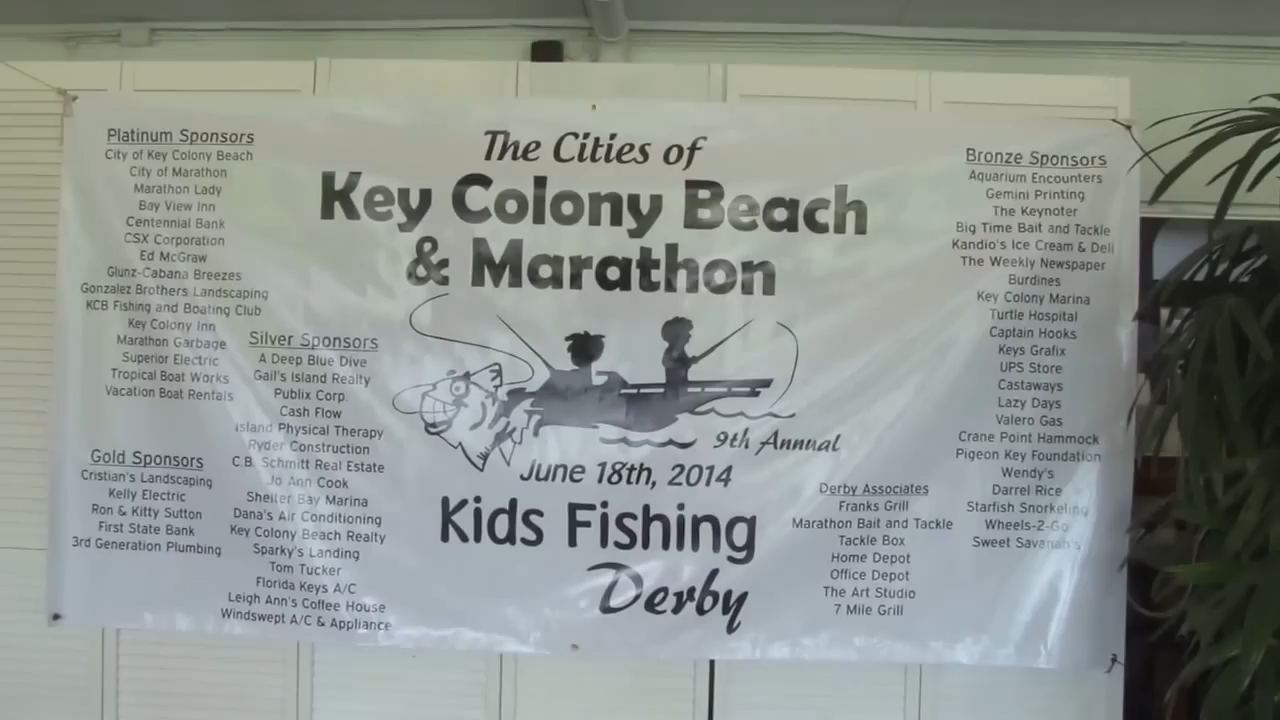 The Cities of
Key Colony Beach
& Marathon
9th Annual
June 18th, 2014
Kids Fishing
Derby
Platinum Sponsors
City of Key Colony Beach
City of Marathon
Marathon Lady
Bay View Inn
Centennial Bank
CSX Corporation
Ed McGraw
Glunz-Cabana Breezes
Gonzalez Brothers Landscaping
KCB Fishing and Boating Club
Key Colony Inn
Marathon Garbage
Superior Electric
Tropical Boat Works
Vacation Boat Rentals
Gold Sponsors
Cristian's Landscaping
Kelly Electric
Ron & Kitty Sutton
First State Bank
3rd Generation Plumbing
Silver Sponsors
A Deep Blue Dive
Gail's Island Realty
Publix Corp.
Cash Flow
Island Physical Therapy
Ryder Construction
C.B. Schmitt Real Estate
Jo Ann Cook
Shelter Bay Marina
Dana's Air Conditioning
Key Colony Beach Realty
Sparky's Landing
Tom Tucker
Florida Keys A/C
Leigh Ann's Coffee House
Windswept A/C & Appliance
Derby Associates
Franks Grill
Marathon Bait and Tackle
Tackle Box
Home Depot
Office Depot
The Art Studio
7 Mile Grill
Bronze Sponsors
Aquarium Encounters
Gemini Printing
The Keynoter
Big Time Bait and Tackle
Kandio's Ice Cream & Deli
The Weekly Newspaper
Burdines
Key Colony Marina
Turtle Hospital
Captain Hooks
Keys Grafix
UPS Store
Castaways
Lazy Days
Valero Gas
Crane Point Hammock
Pigeon Key Foundation
Wendy's
Darrel Rice
Starfish Snorkeling
Wheels-2-Go
Sweet Savanah's